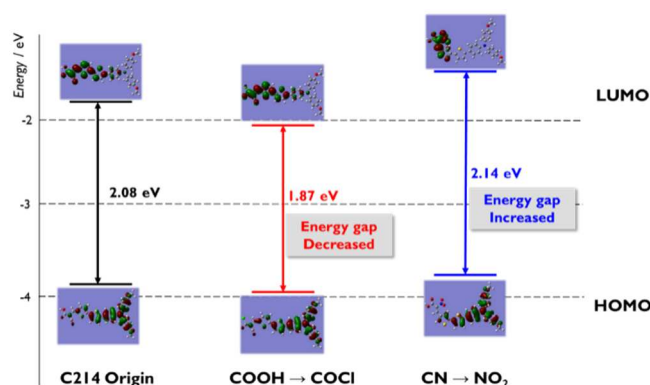 Energy / eV
LUMO
-2
2.08 eV
1.87 eV
2.14 eV
-3
Energy gap
Decreased
Energy gap
Increased
-4
HOMO
C214 Origin
COOH → COCl
CN → NO₂